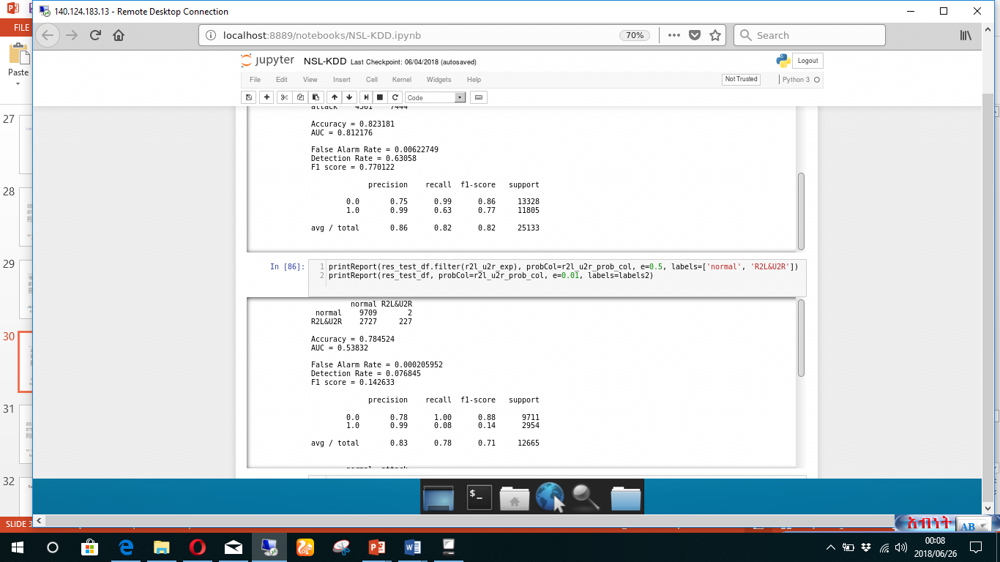 140.124.183.13 - Remote Desktop Connection
FILE
Paste
localhost:8889/notebooks/NSL-KDD.ipynb
70%
Search
jupyter NSL-KDD Last Checkpoint: 06/04/2018 (autosaved)
Logout
File Edit View Insert Cell Kernel Widgets Help
Not Trusted
Python 3
Code
attack 4361 7444
Accuracy = 0.823181
AUC = 0.812176
False Alarm Rate = 0.00622749
Detection Rate = 0.63058
F1 score = 0.770122
precision recall f1-score support
0.0 0.75 0.99 0.86 13328
1.0 0.99 0.63 0.77 11805
avg / total 0.86 0.82 0.82 25133
In [86]:
1 printReport(res_test_df.filter(r2l_u2r_exp), probCol=r2l_u2r_prob_col, e=0.5, labels=['normal', 'R2L&U2R'])
2 printReport(res_test_df, probCol=r2l_u2r_prob_col, e=0.01, labels=labels2)
normal R2L&U2R
normal 9709 2
R2L&U2R 2727 227
Accuracy = 0.784524
AUC = 0.53832
False Alarm Rate = 0.000205952
Detection Rate = 0.076845
F1 score = 0.142633
precision recall f1-score support
0.0 0.78 1.00 0.88 9711
1.0 0.99 0.08 0.14 2954
avg / total 0.83 0.78 0.71 12665
normal attack
27
28
29
30
31
32
$_
SLIDE 3
አብነት
AB
00:08
2018/06/26